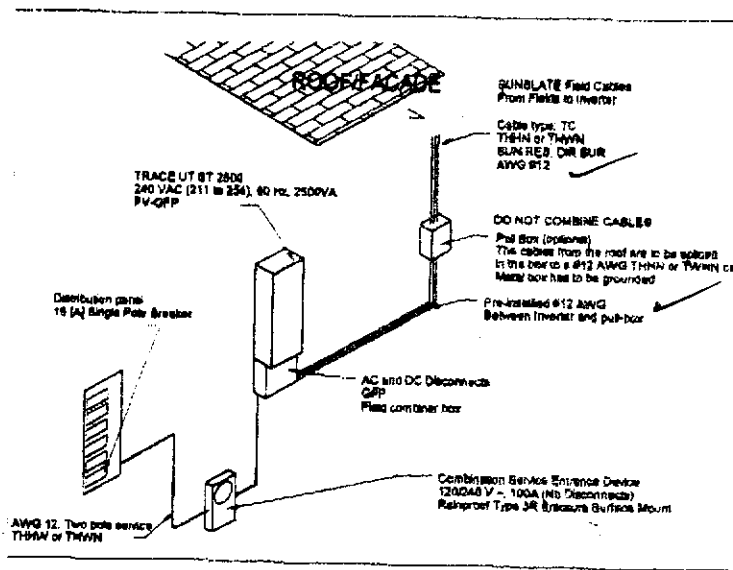 ROOF/FACADE
SUNSLATE Field Cables
From Fields to Inverter
Cable type: TC
THHN or THWN
SUN RES. DIR BUR
AWG #12
TRACE UT ST 2500
240 VAC (211 to 264), 60 Hz, 2500VA
PV-GFP
DO NOT COMBINE CABLES
Pull Box (optional)
The cables from the roof are to be spliced
in the box to a #12 AWG THHN or TWHN
Metal box has to be grounded
Distribution panel
15 [A] Single Pole Breaker
Pre-installed #12 AWG
Between Inverter and pull-box
AC and DC Disconnects
GFP
Field combiner box
Combination Service Entrance Device
120/240 V ~, 100A (No Disconnects)
Rainproof Type 3R Enclosure Surface Mount
AWG 12, Two pole service
THHW or THWN